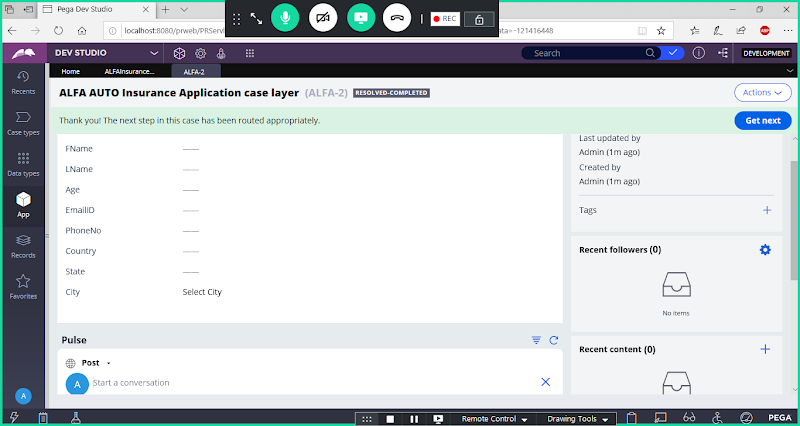 Pega Dev Studio
localhost:8080/prweb/PRServl
ata=-121416448
REC
DEV STUDIO
Search
DEVELOPMENT
Home
ALFAInsurance...
ALFA-2
Recents
Case types
Data types
App
Records
Favorites
A
ALFA AUTO Insurance Application case layer (ALFA-2) RESOLVED-COMPLETED
Actions
Thank you! The next step in this case has been routed appropriately.
Get next
FName ——
LName ——
Age ——
EmailID ——
PhoneNo ——
Country ——
State ——
City Select City
Last updated by
Admin (1m ago)
Created by
Admin (1m ago)
Tags
Recent followers (0)
No items
Recent content (0)
Pulse
Post
A Start a conversation
Remote Control
Drawing Tools
PEGA